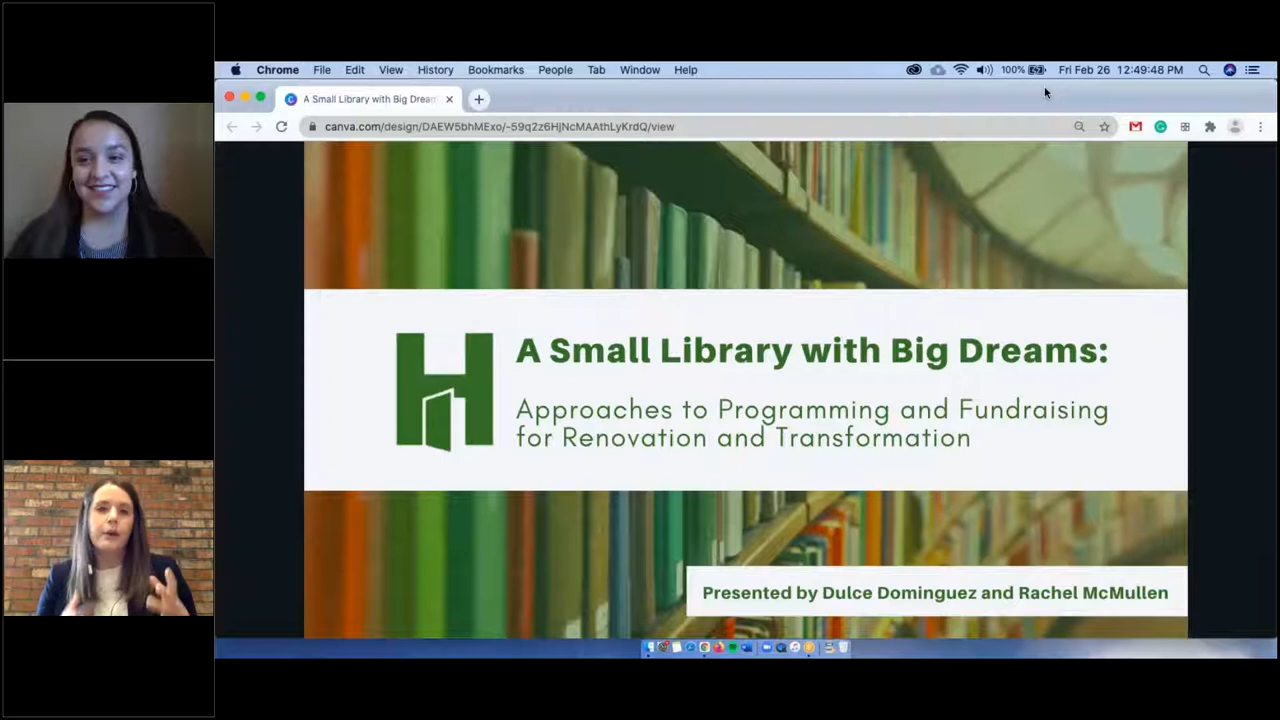 Chrome File Edit View History Bookmarks People Tab Window Help 100% Fri Feb 26 12:49:48 PM
A Small Library with Big Dream
canva.com/design/DAEW5bhMExo/-59q2z6HjNcMAAthLyKrdQ/view
H
A Small Library with Big Dreams:
Approaches to Programming and Fundraising
for Renovation and Transformation
Presented by Dulce Dominguez and Rachel McMullen